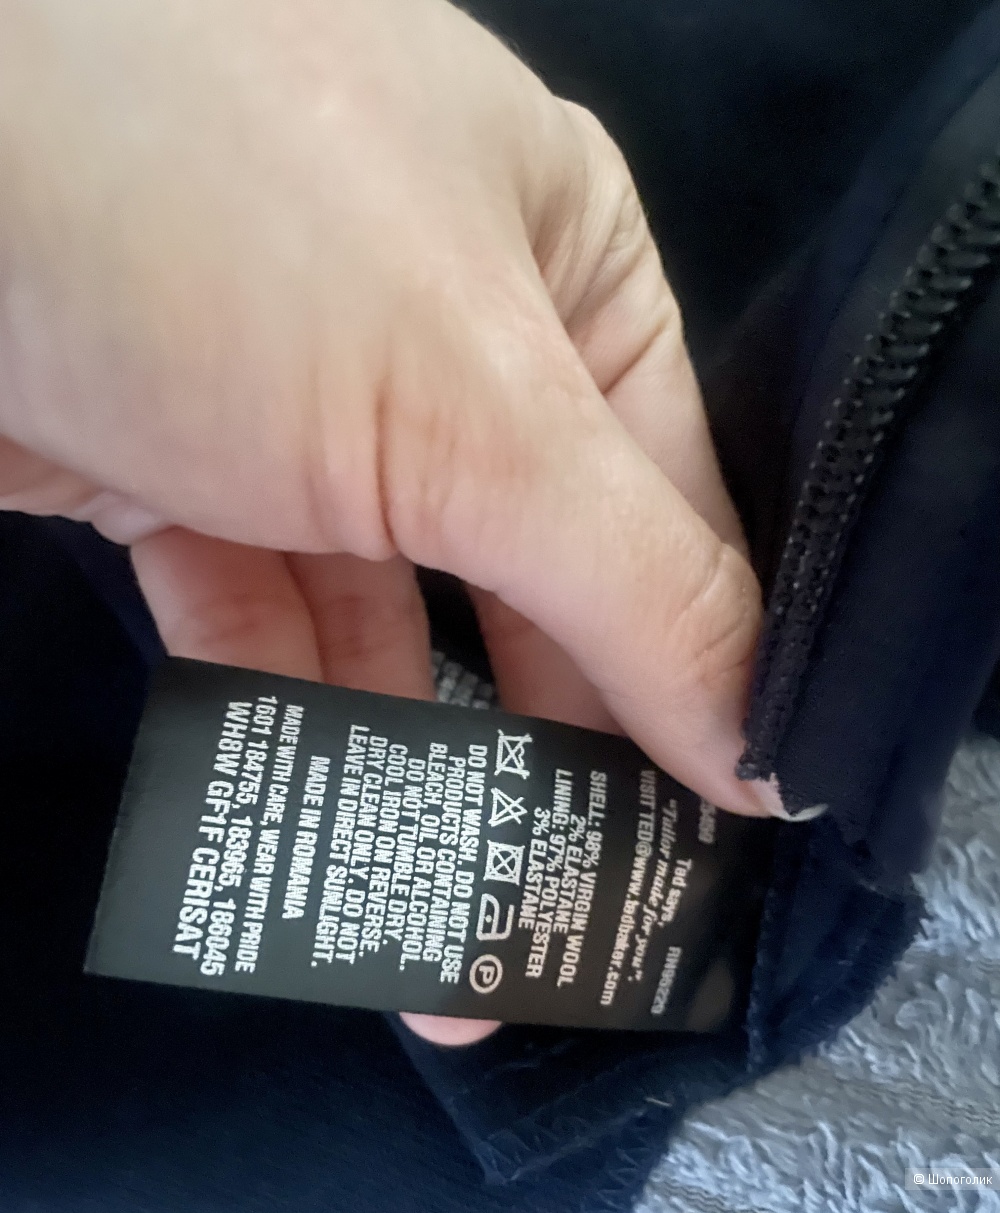 Ted says,
"Tailor made for you".
VISIT TED@www.tedbaker.com
SHELL: 98% VIRGIN WOOL
2% ELASTANE
LINING: 97% POLYESTER
3% ELASTANE
P
DO NOT WASH. DO NOT USE
PRODUCTS CONTAINING
BLEACH, OIL OR ALCOHOL.
DO NOT TUMBLE DRY.
COOL IRON ON REVERSE.
DRY CLEAN ONLY. DO NOT
LEAVE IN DIRECT SUNLIGHT.
MADE IN ROMANIA
MADE WITH CARE, WEAR WITH PRIDE
1601 184755, 183965, 186045
WH8W GF1F CERISAT
© Шопоголик